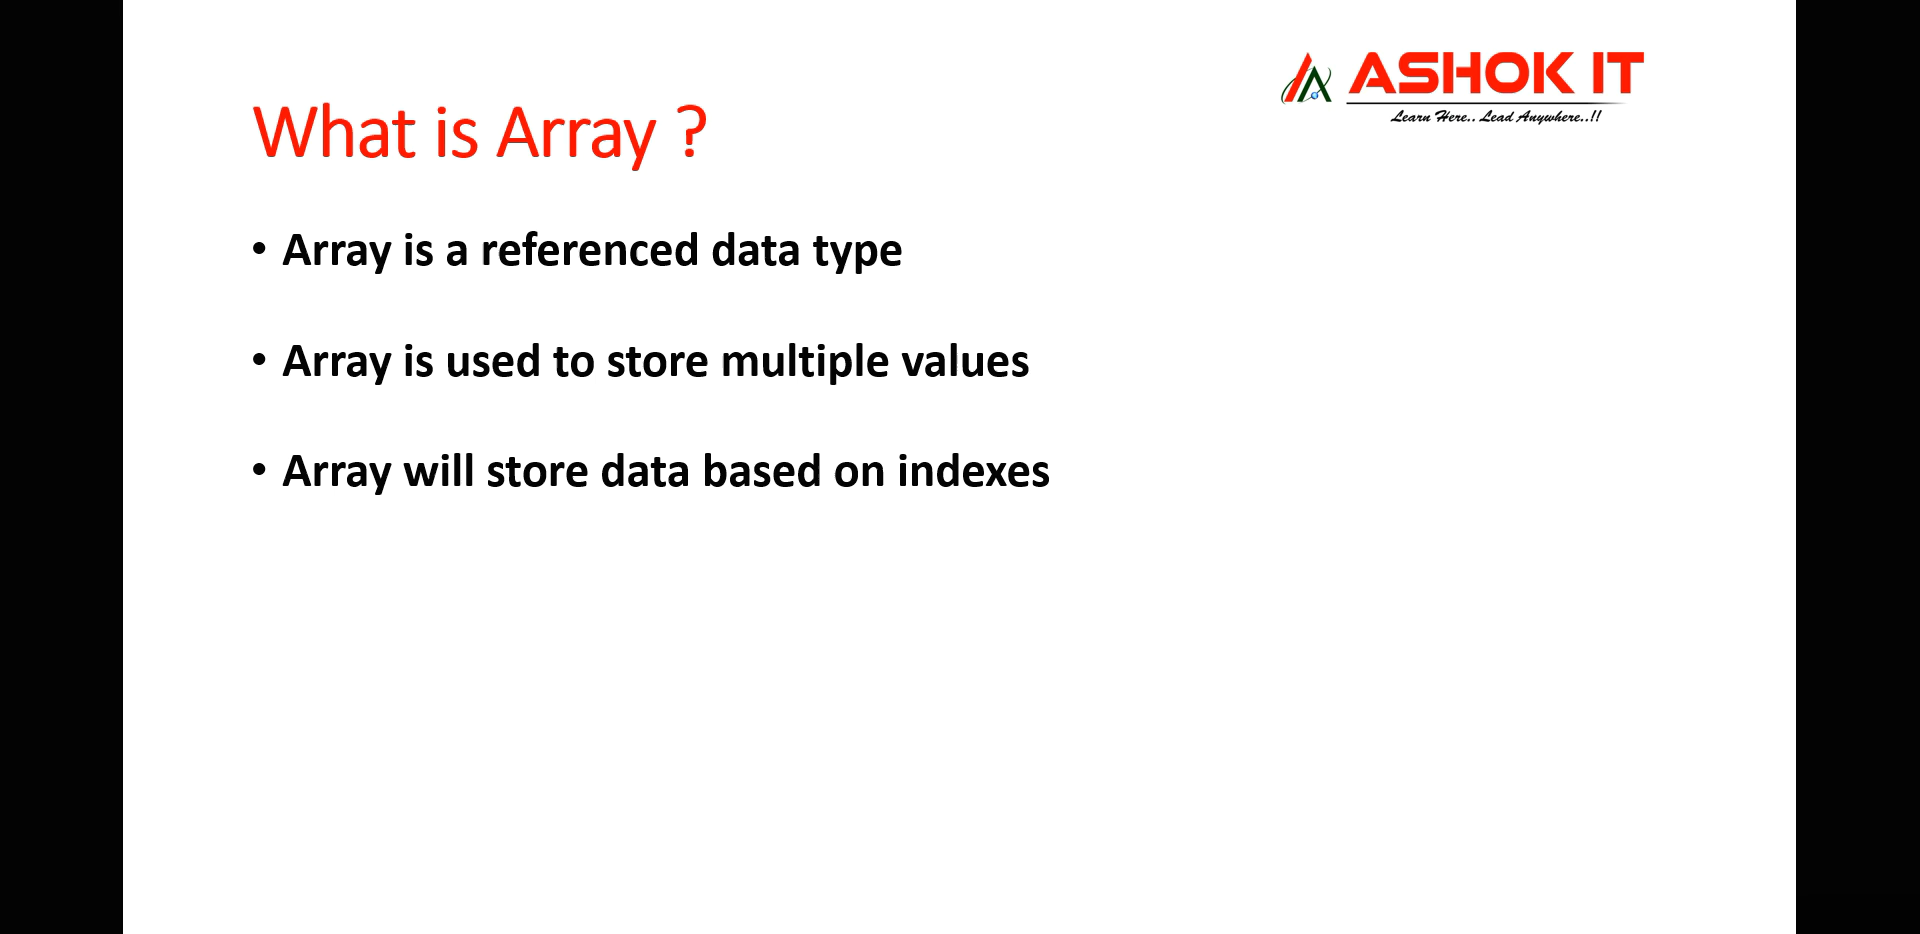 ASHOK IT
Learn Here.. Lead Anywhere..!!
What is Array ?
• Array is a referenced data type
• Array is used to store multiple values
• Array will store data based on indexes